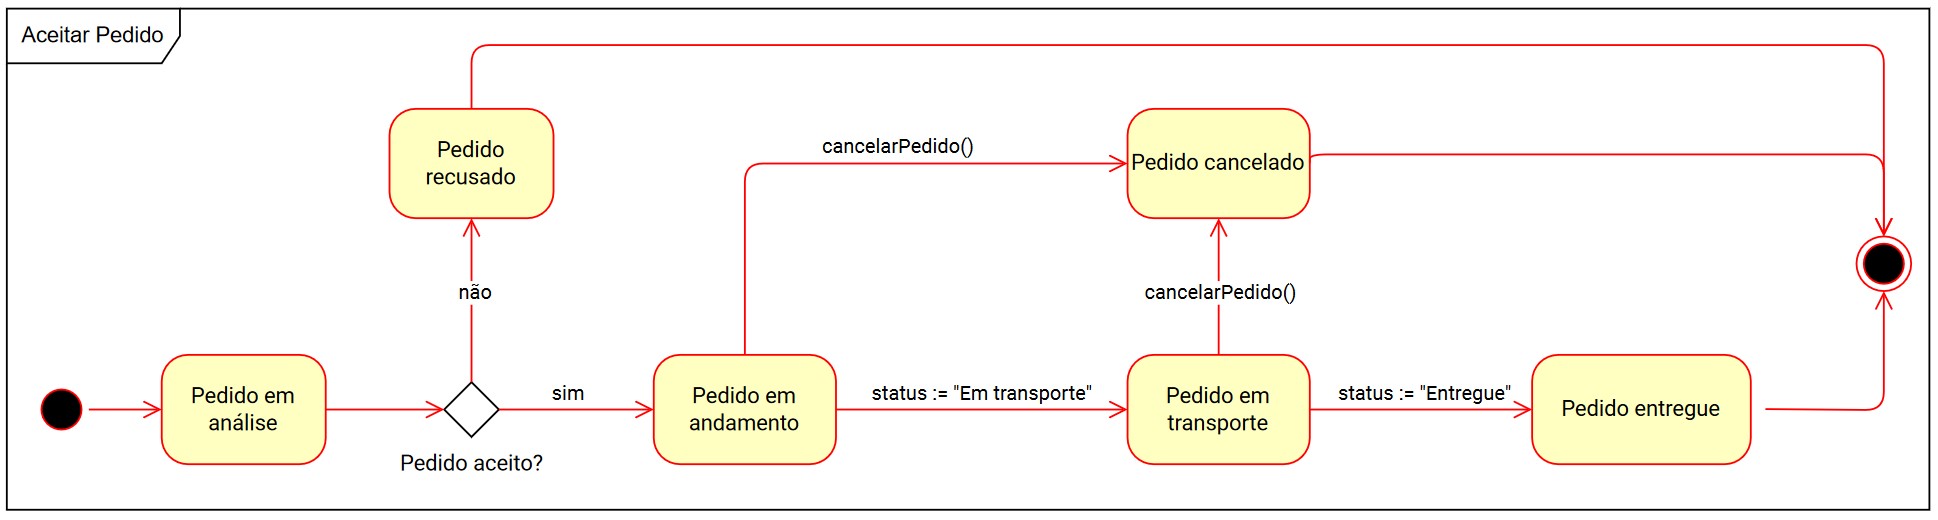 Aceitar Pedido
Pedido
recusado
cancelarPedido()
Pedido cancelado
não
cancelarPedido()
Pedido em
análise
Pedido aceito?
sim
Pedido em
andamento
status := "Em transporte"
Pedido em
transporte
status := "Entregue"
Pedido entregue